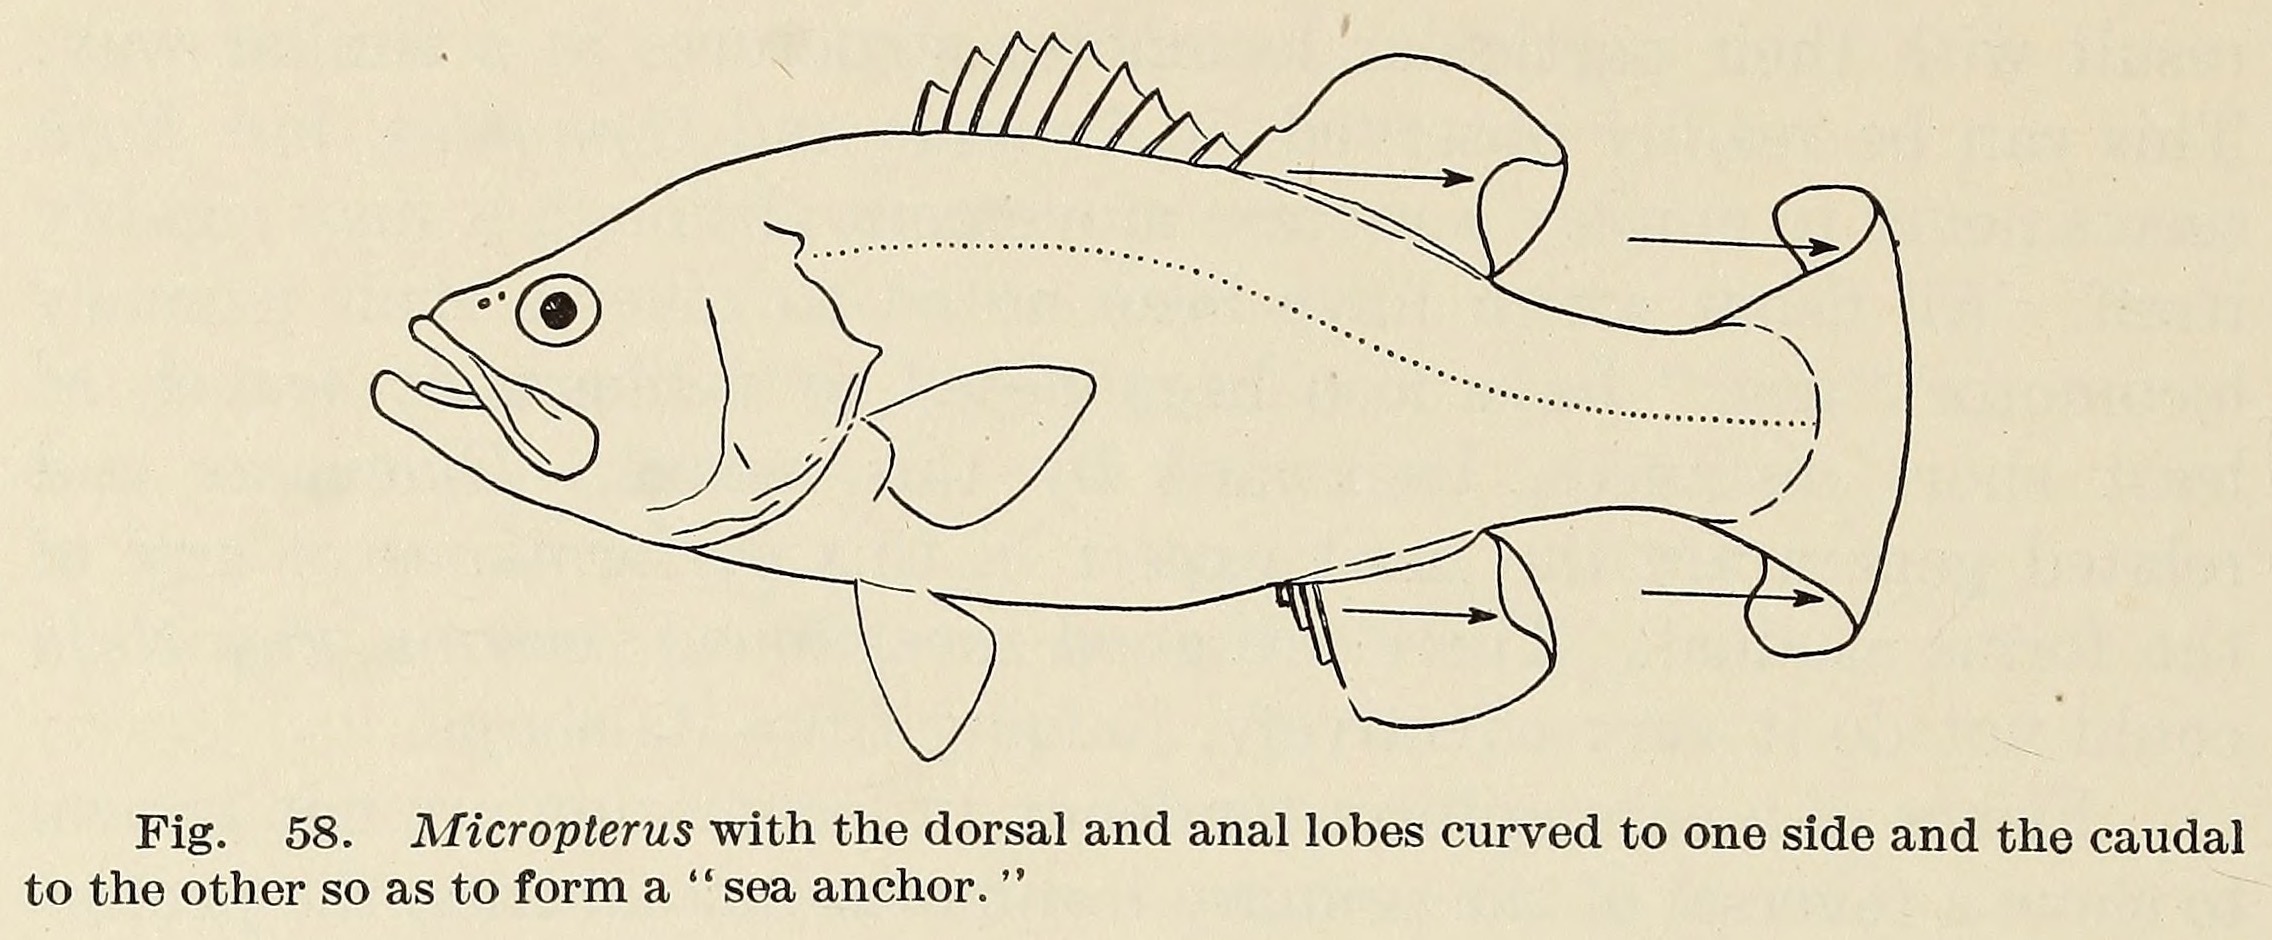 Fig. 58. Micropterus with the dorsal and anal lobes curved to one side and the caudal
to the other so as to form a “sea anchor.”